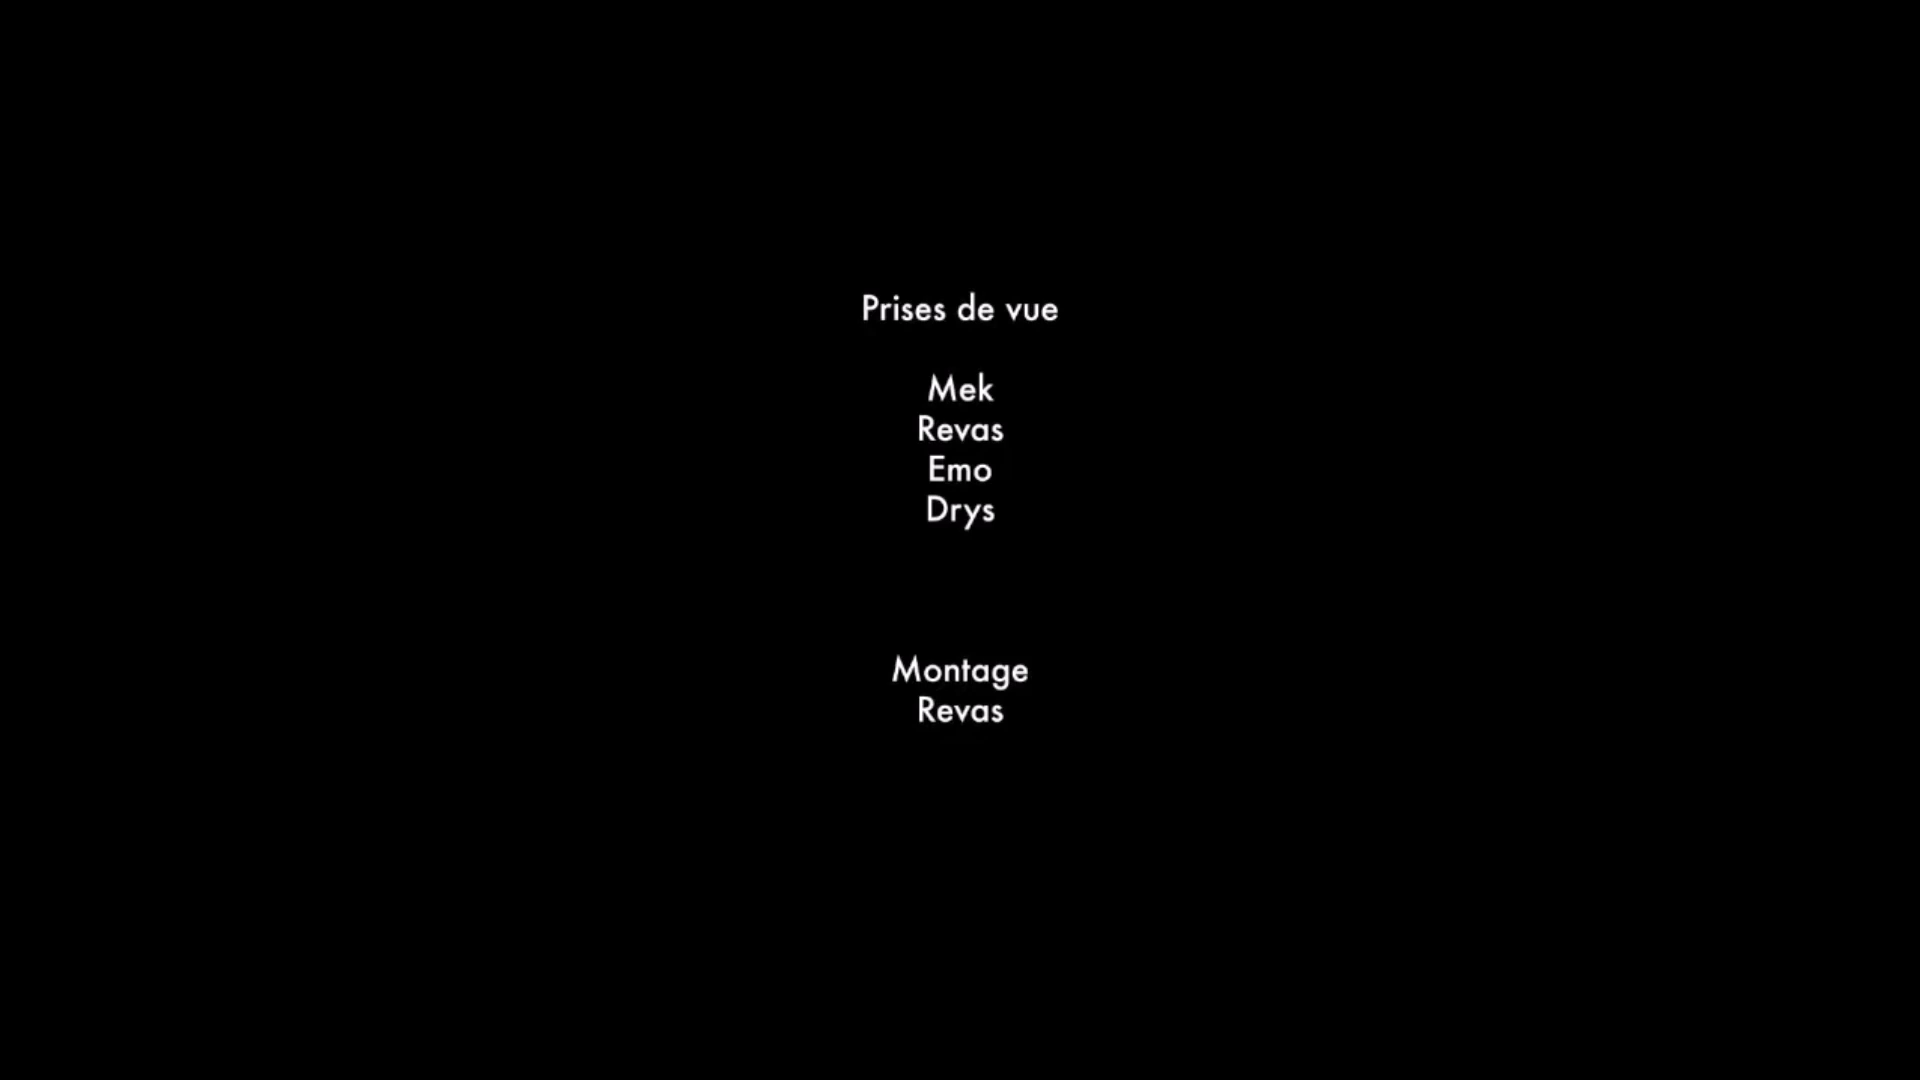 Prises de vue
Mek
Revas
Emo
Drys
Montage
Revas